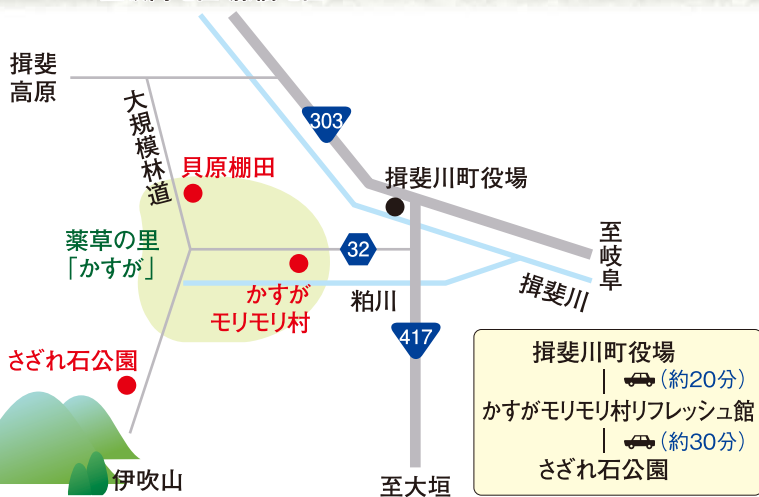 揖斐
高原
大規模林道
303
貝原棚田
揖斐川町役場
薬草の里
「かすが」
32
至岐阜
かすが
モリモリ村
粕川
揖斐川
417
さざれ石公園
伊吹山
至大垣
揖斐川町役場
(約20分)
かすがモリモリ村リフレッシュ館
(約30分)
さざれ石公園